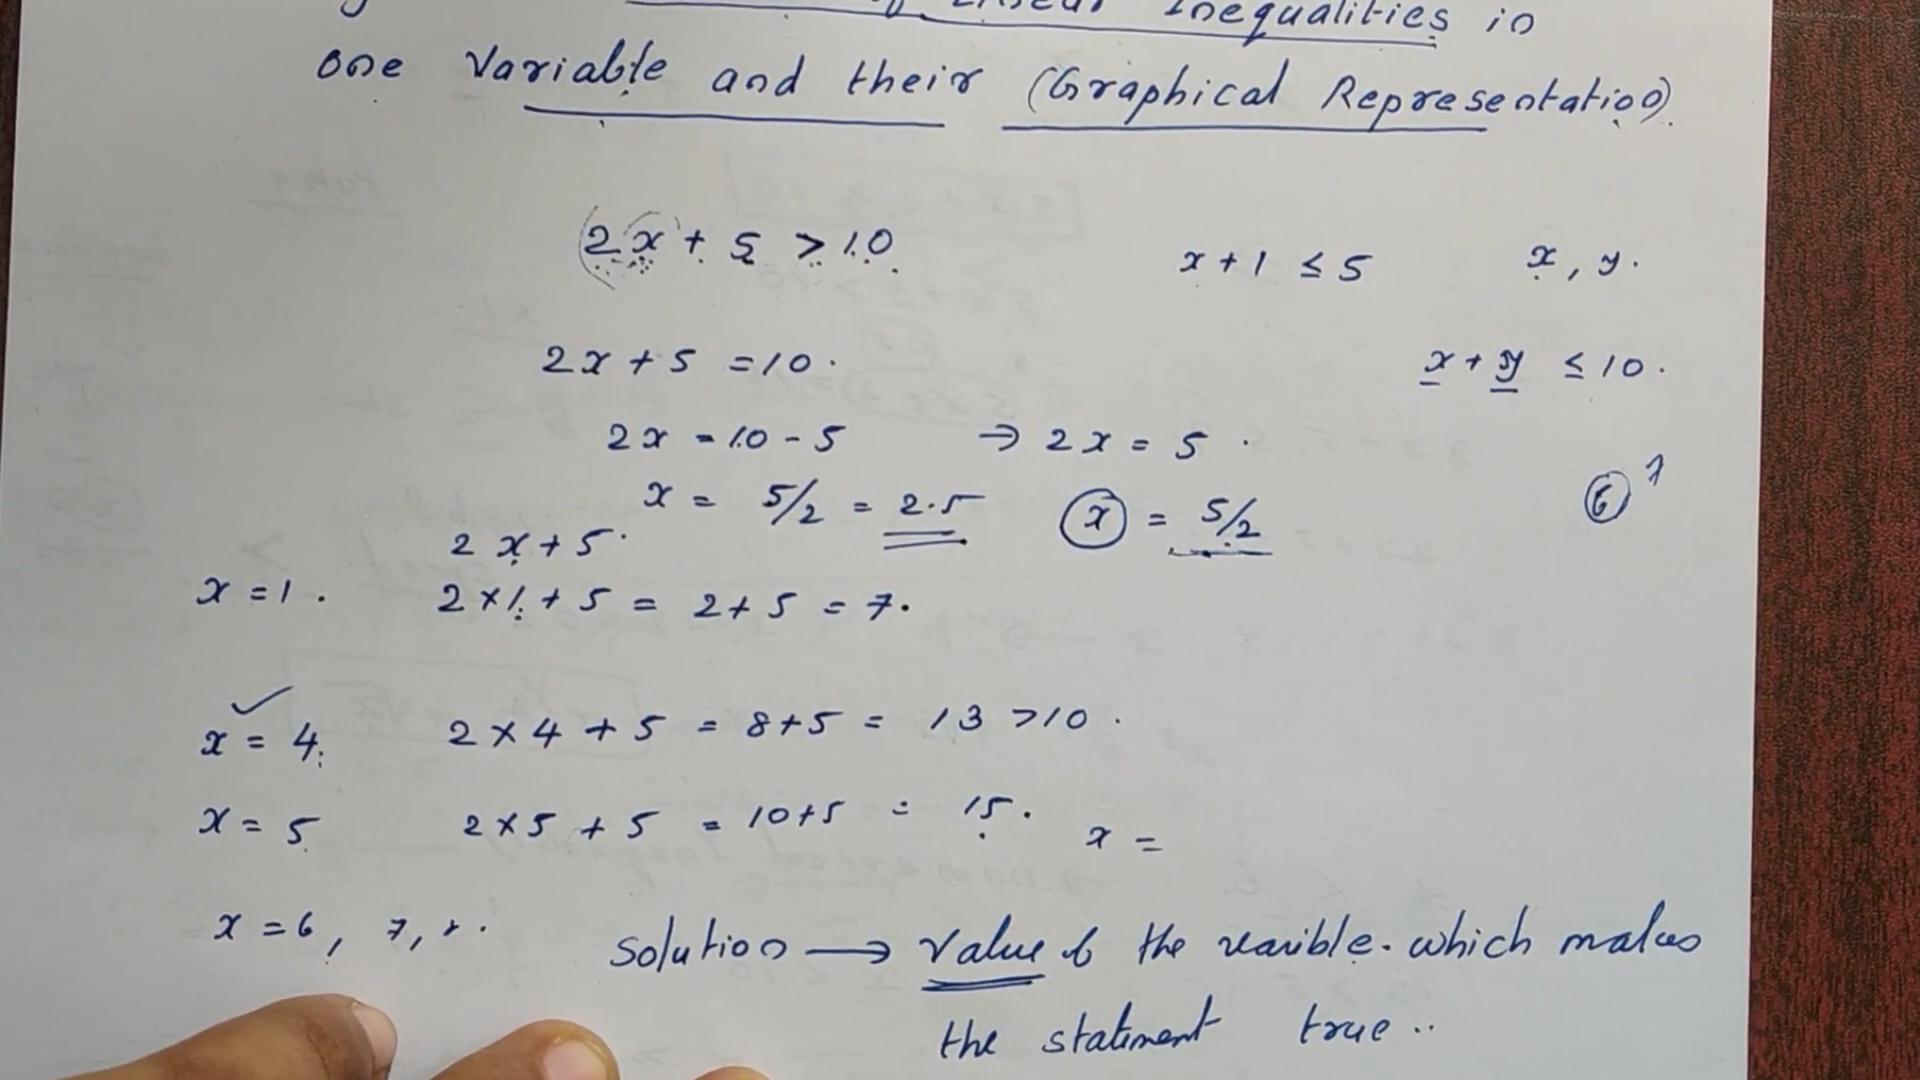 Linear Inequalities in
one Variable and their (Graphical Representation).
2x + 5 > 10.
x + 1 ≤ 5
x, y.
2x + 5 = 10.
x + y ≤ 10.
2x = 10 - 5
→ 2x = 5.
x = 5/2 = 2.5
x = 5/2
6
2x + 5.
x = 1.
2 × 1 + 5 = 2 + 5 = 7.
✓
x = 4.
2 × 4 + 5 = 8 + 5 = 13 > 10.
x = 5
2 × 5 + 5 = 10 + 5 = 15.
x =
x = 6, 7,
Solution → value of the varible. which makes
the statement true..